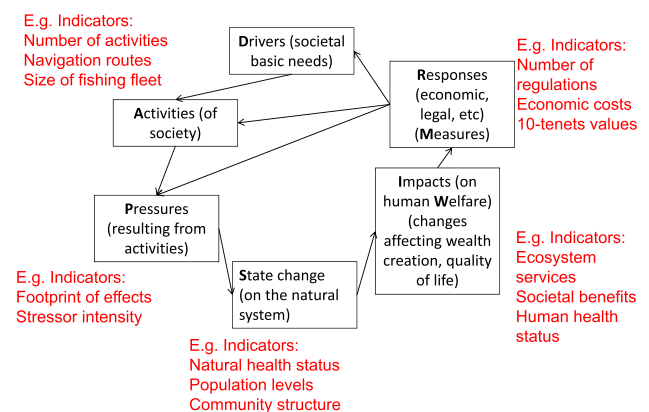 E.g. Indicators:
Number of activities
Navigation routes
Size of fishing fleet
Drivers (societal
basic needs)
E.g. Indicators:
Number of
regulations
Economic costs
10-tenets values
Responses
(economic,
legal, etc)
(Measures)
Activities (of
society)
Impacts (on
human Welfare)
(changes
affecting wealth
creation, quality
of life)
Pressures
(resulting from
activities)
E.g. Indicators:
Ecosystem
services
Societal benefits
Human health
status
E.g. Indicators:
Footprint of effects
Stressor intensity
State change
(on the natural
system)
E.g. Indicators:
Natural health status
Population levels
Community structure